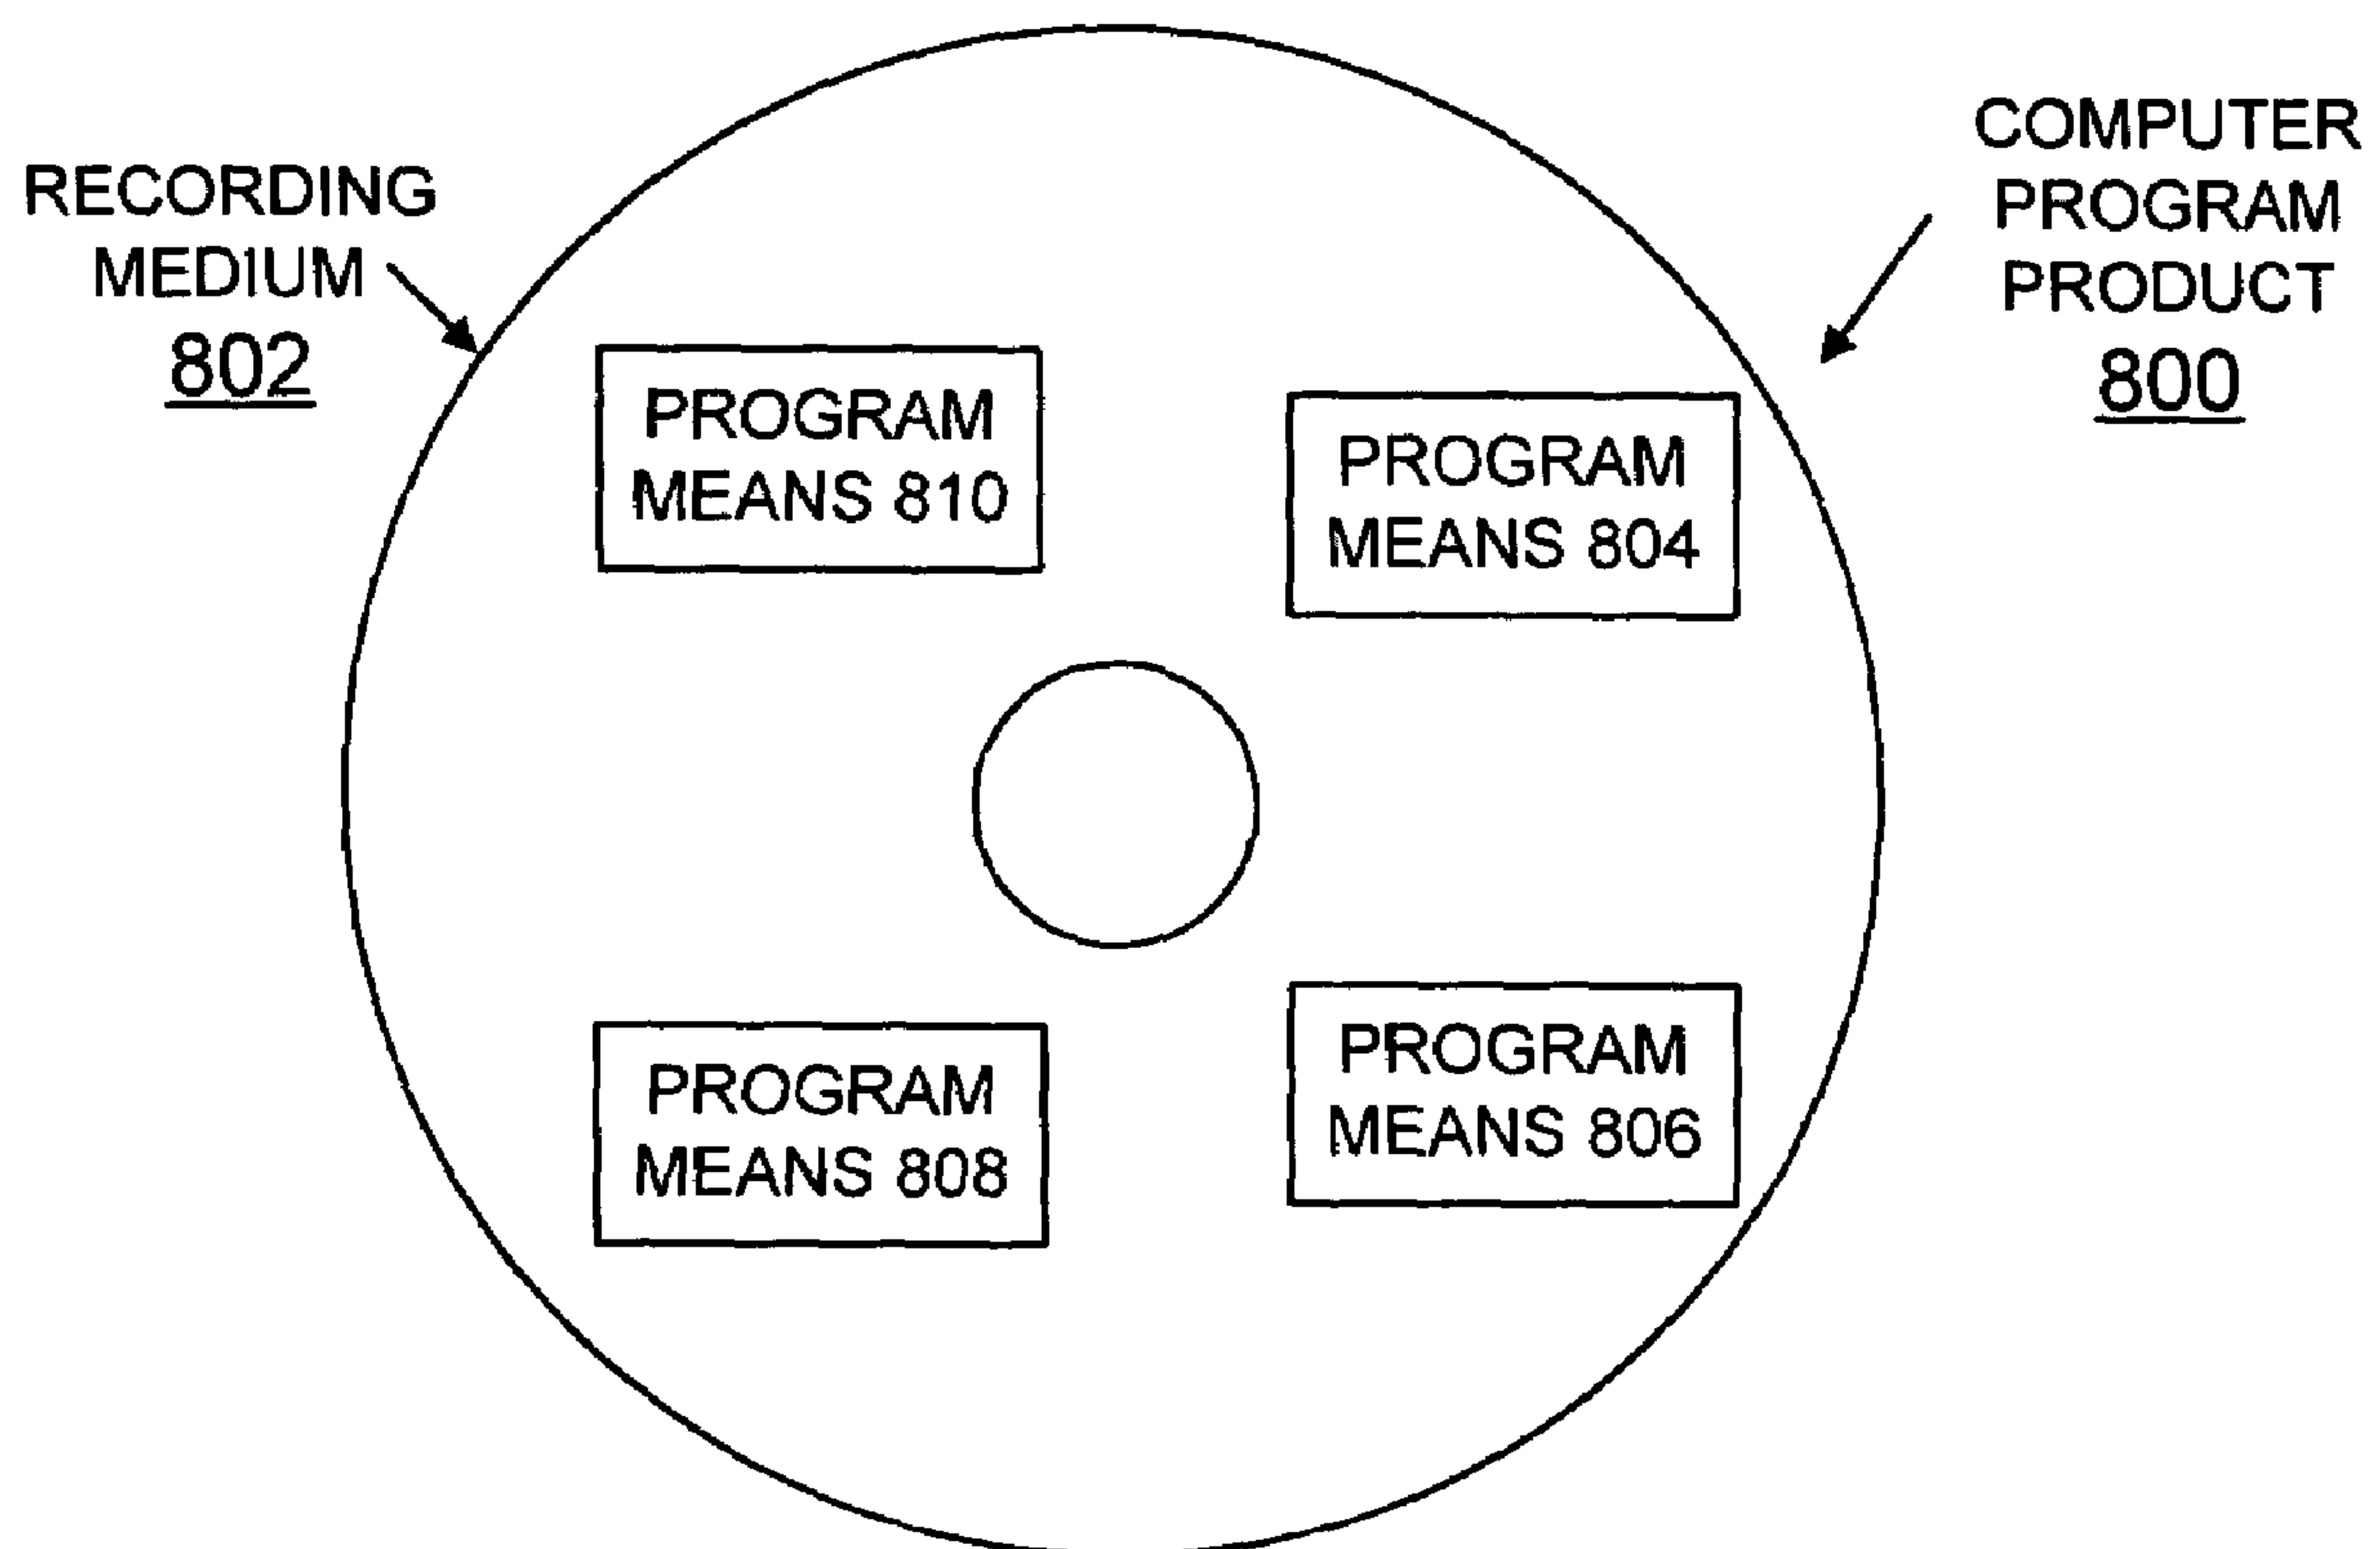 RECORDING
MEDIUM
802
COMPUTER
PROGRAM
PRODUCT
800
PROGRAM
MEANS 810
PROGRAM
MEANS 804
PROGRAM
MEANS 808
PROGRAM
MEANS 806